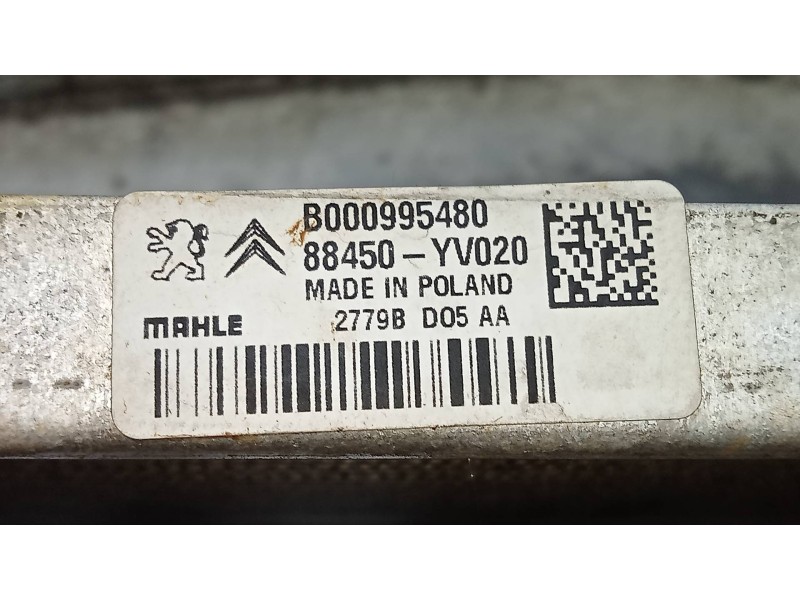 B000995480
88450-YV020
MADE IN POLAND
MAHLE 2779B D05 AA